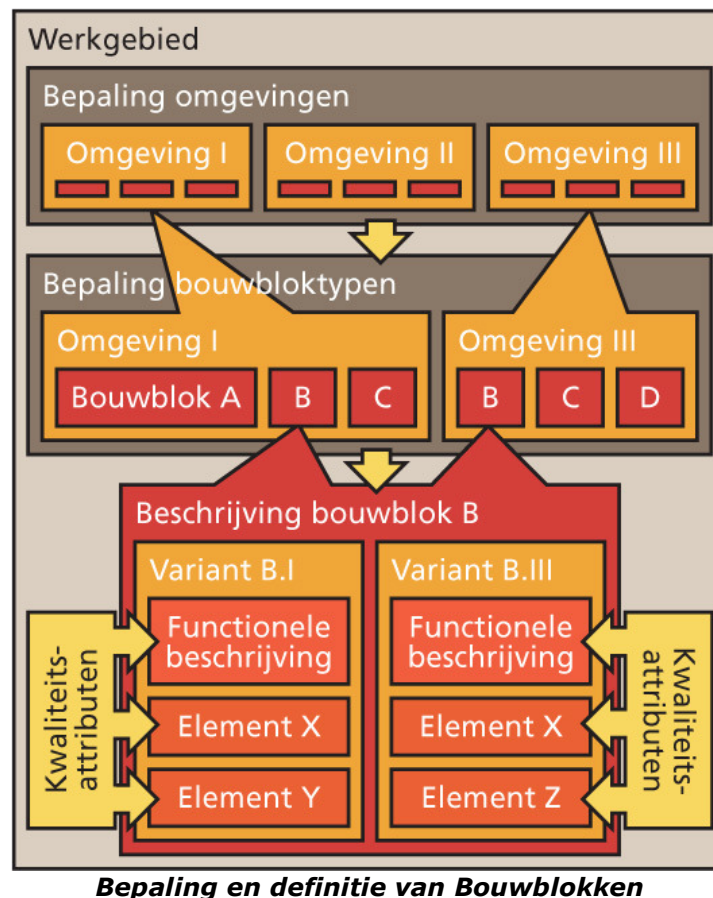 Werkgebied
Bepaling omgevingen
Omgeving I
Omgeving II
Omgeving III
Bepaling bouwbloktypen
Omgeving I
Bouwblok A
B
C
Omgeving III
B
C
D
Beschrijving bouwblok B
Variant B.I
Functionele
beschrijving
Element X
Element Y
Variant B.III
Functionele
beschrijving
Element X
Element Z
Kwaliteits-
attributen
Kwaliteits-
attributen
Bepaling en definitie van Bouwblokken